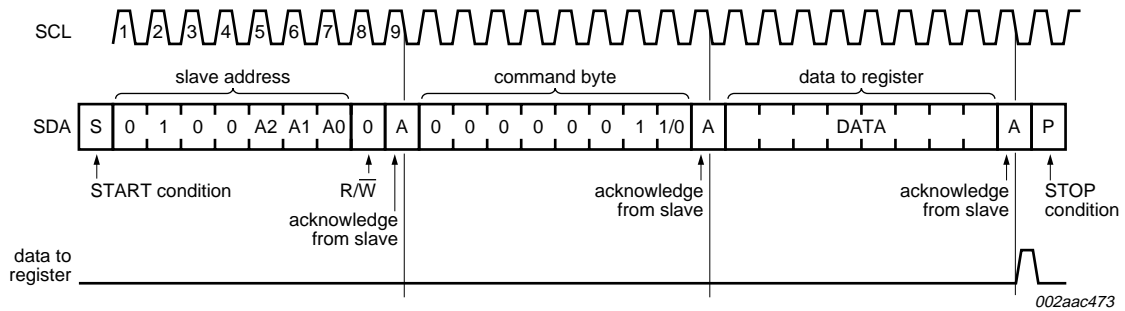 SCL 1 2 3 4 5 6 7 8 9
slave address command byte data to register
SDA S 0 1 0 0 A2 A1 A0 0 A 0 0 0 0 0 0 1 1/0 A DATA A P
START condition
R/W̅
acknowledge
from slave
acknowledge
from slave
acknowledge
from slave
STOP
condition
data to
register
002aac473